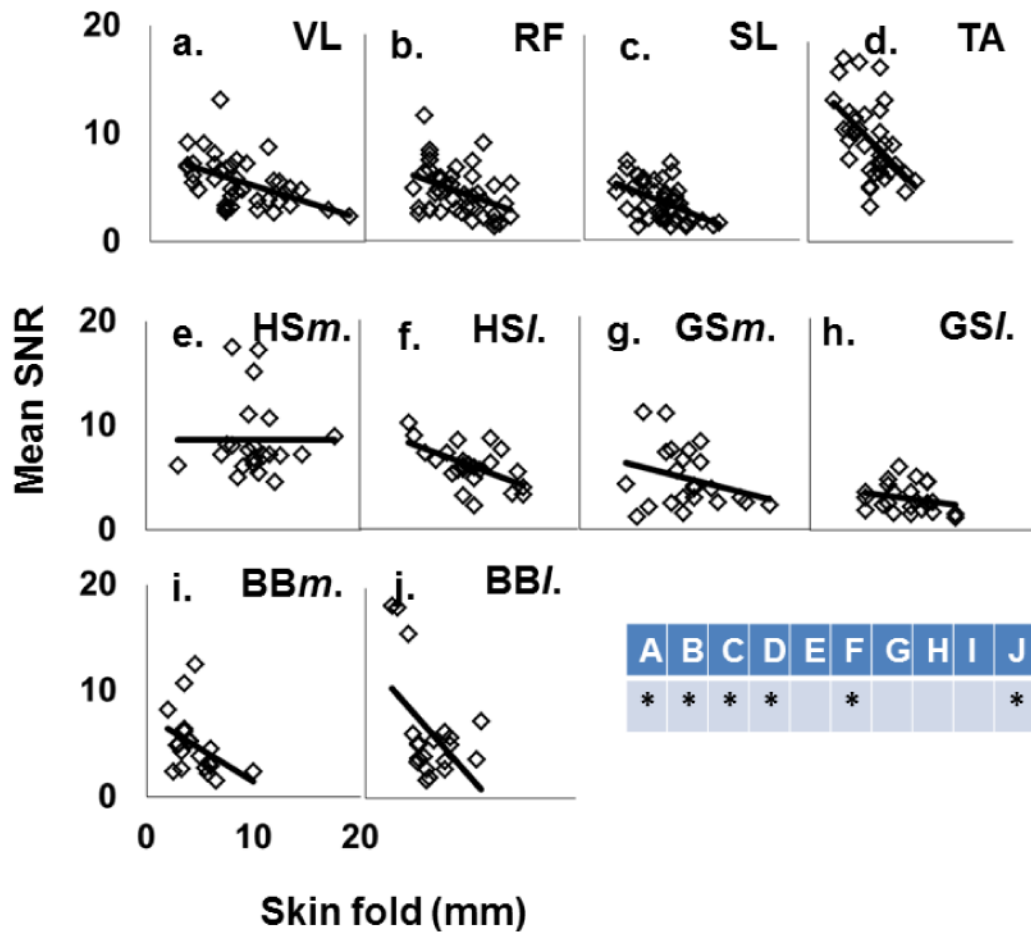 20 a. VL b. RF c. SL d. TA
10
0
20 e. HSm. f. HSl. g. GSm. h. GSl.
10
0
Mean SNR
20 i. BBm. j. BBl.
10
0
A B C D E F G H I J
* * * * * *
0 10 20
Skin fold (mm)